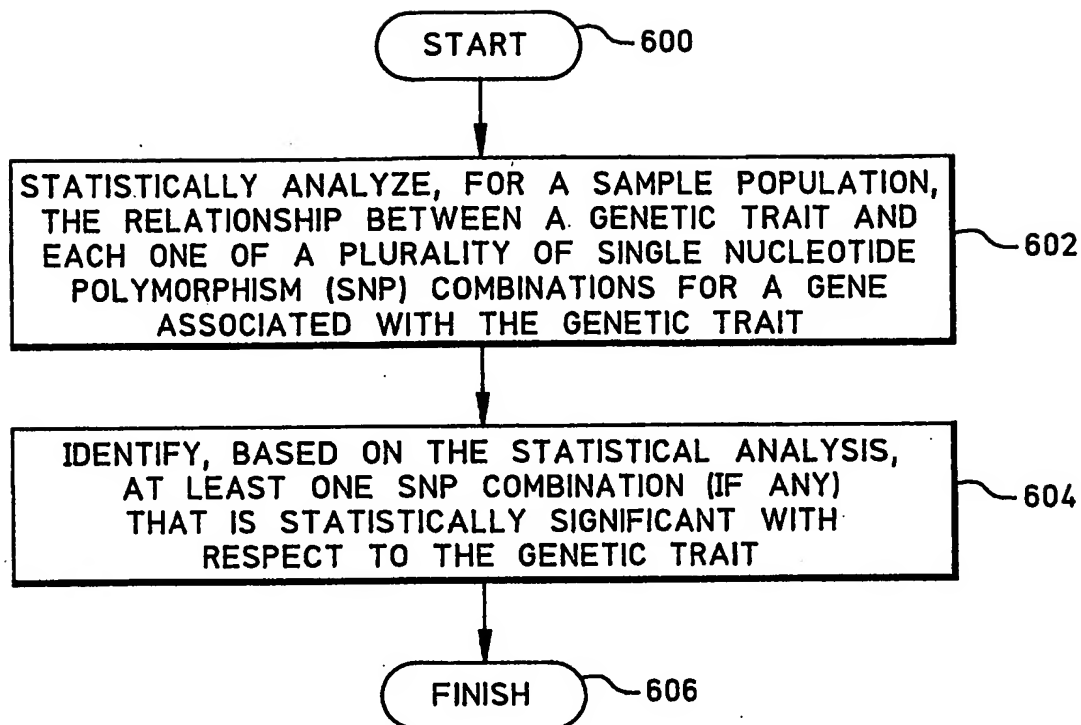 START
600
STATISTICALLY ANALYZE, FOR A SAMPLE POPULATION,
THE RELATIONSHIP BETWEEN A GENETIC TRAIT AND
EACH ONE OF A PLURALITY OF SINGLE NUCLEOTIDE
POLYMORPHISM (SNP) COMBINATIONS FOR A GENE
ASSOCIATED WITH THE GENETIC TRAIT
602
IDENTIFY, BASED ON THE STATISTICAL ANALYSIS,
AT LEAST ONE SNP COMBINATION (IF ANY)
THAT IS STATISTICALLY SIGNIFICANT WITH
RESPECT TO THE GENETIC TRAIT
604
FINISH
606